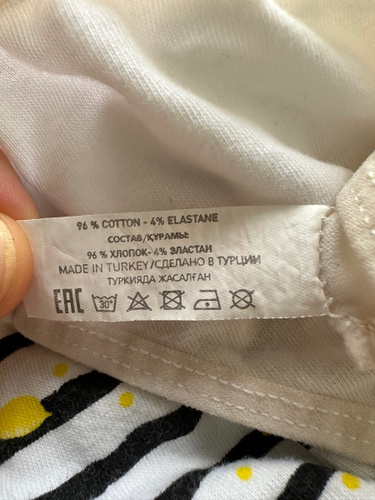 96 % COTTON - 4% ELASTANE
СОСТАВ/ҚҰРАМЫ:
96 % ХЛОПОК- 4% ЭЛАСТАН
MADE IN TURKEY/СДЕЛАНО В ТУРЦИИ
ТУРКИЯДА ЖАСАЛҒАН
EAC 30°